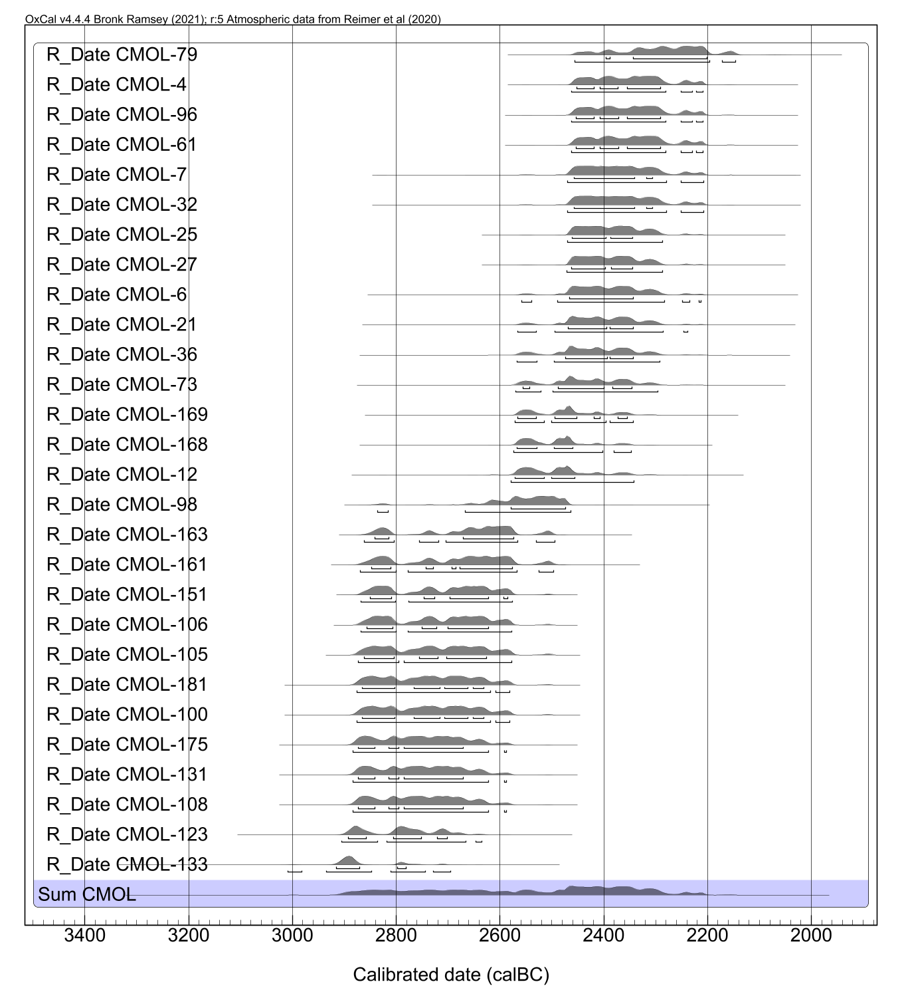 OxCal v4.4.4 Bronk Ramsey (2021); r:5 Atmospheric data from Reimer et al (2020)
R_Date CMOL-79
R_Date CMOL-4
R_Date CMOL-96
R_Date CMOL-61
R_Date CMOL-7
R_Date CMOL-32
R_Date CMOL-25
R_Date CMOL-27
R_Date CMOL-6
R_Date CMOL-21
R_Date CMOL-36
R_Date CMOL-73
R_Date CMOL-169
R_Date CMOL-168
R_Date CMOL-12
R_Date CMOL-98
R_Date CMOL-163
R_Date CMOL-161
R_Date CMOL-151
R_Date CMOL-106
R_Date CMOL-105
R_Date CMOL-181
R_Date CMOL-100
R_Date CMOL-175
R_Date CMOL-131
R_Date CMOL-108
R_Date CMOL-123
R_Date CMOL-133
Sum CMOL
3400 3200 3000 2800 2600 2400 2200 2000
Calibrated date (calBC)